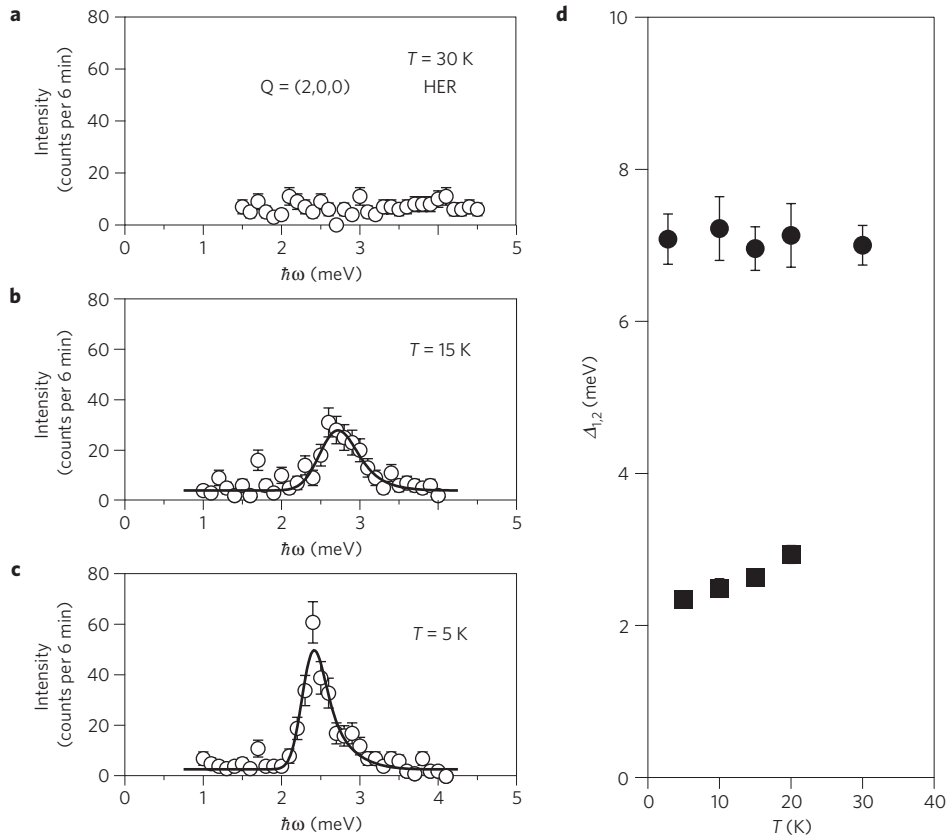 a
80
60
40
20
0
Intensity
(counts per 6 min)
Q = (2,0,0)
T = 30 K
HER
0 1 2 3 4 5
ħω (meV)
b
80
60
40
20
0
Intensity
(counts per 6 min)
T = 15 K
0 1 2 3 4 5
ħω (meV)
c
80
60
40
20
0
Intensity
(counts per 6 min)
T = 5 K
0 1 2 3 4 5
ħω (meV)
d
10
8
6
4
2
0
Δ1,2 (meV)
0 10 20 30 40
T (K)